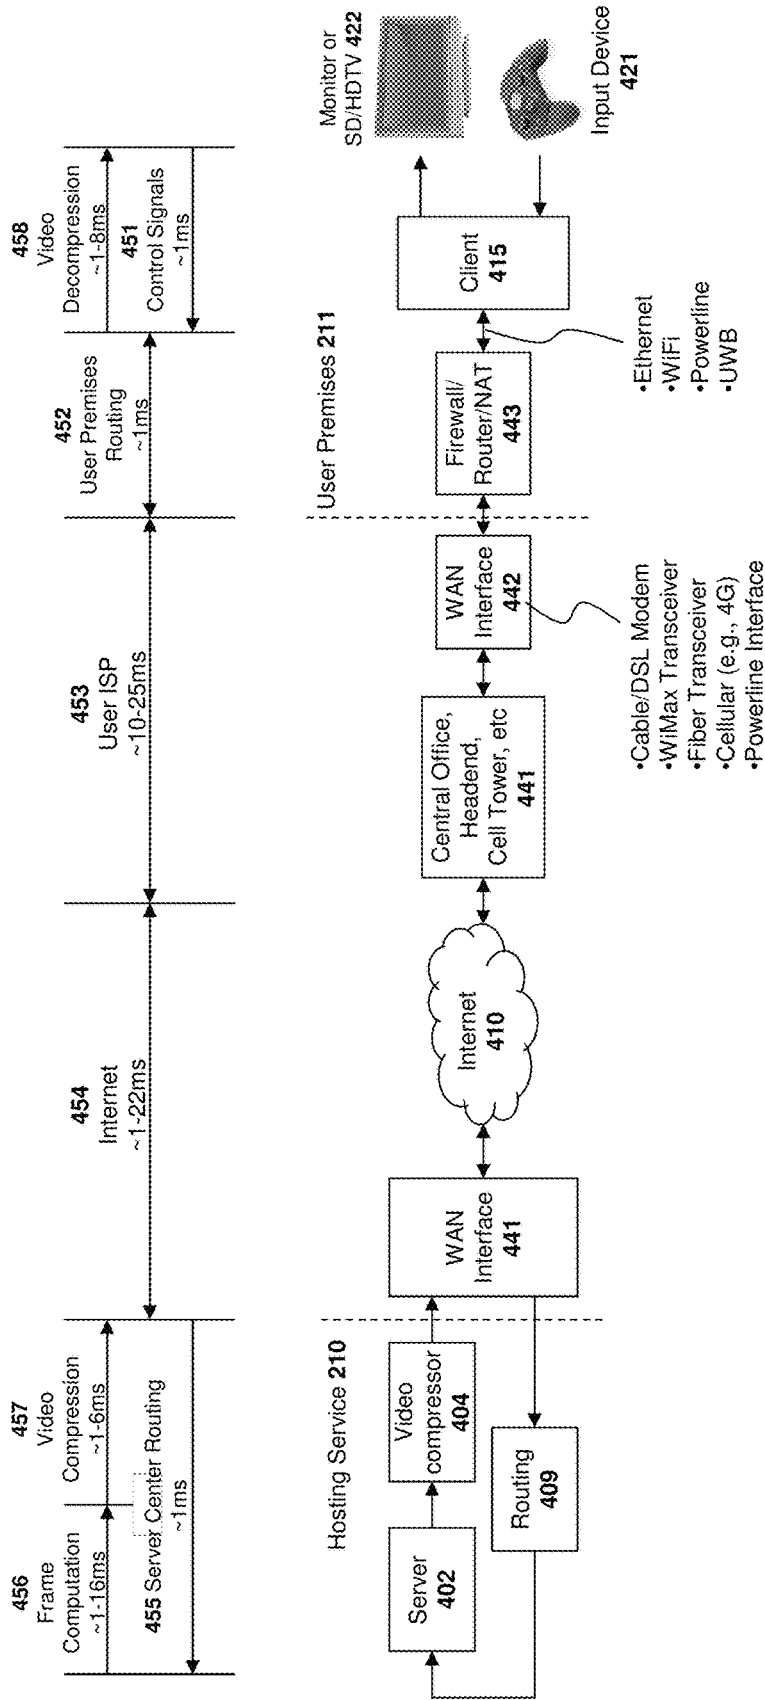 456
Frame
Computation
~1-16ms
457
Video
Compression
~1-6ms
455 Server Center Routing
~1ms
454
Internet
~1-22ms
453
User ISP
~10-25ms
452
User Premises
Routing
~1ms
458
Video
Decompression
~1-8ms
451
Control Signals
~1ms
Hosting Service 210
Server
402
Video
compressor
404
Routing
409
WAN
Interface
441
Internet
410
Central Office,
Headend,
Cell Tower, etc
441
WAN
Interface
442
•Cable/DSL Modem
•WiMax Transceiver
•Fiber Transceiver
•Cellular (e.g., 4G)
•Powerline Interface
User Premises 211
Firewall/
Router/NAT
443
•Ethernet
•WiFi
•Powerline
•UWB
Client
415
Monitor or
SD/HDTV 422
Input Device
421